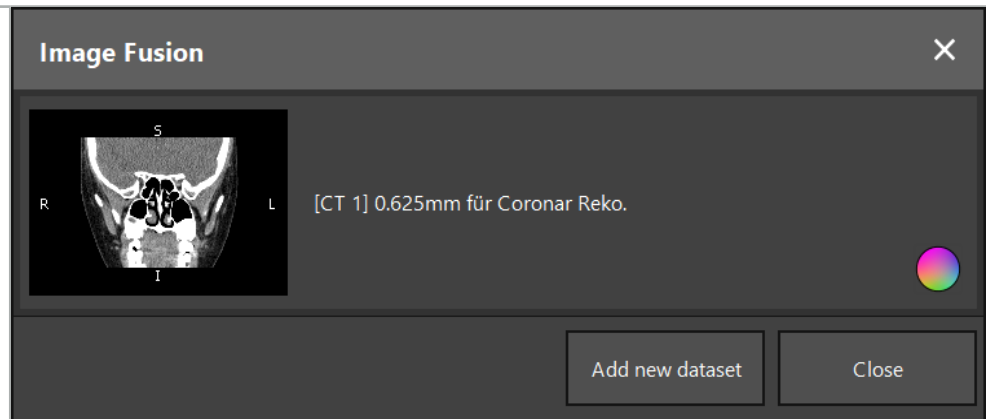 Image Fusion
S
R
L
[CT 1] 0.625mm für Coronar Reko.
I
Add new dataset
Close